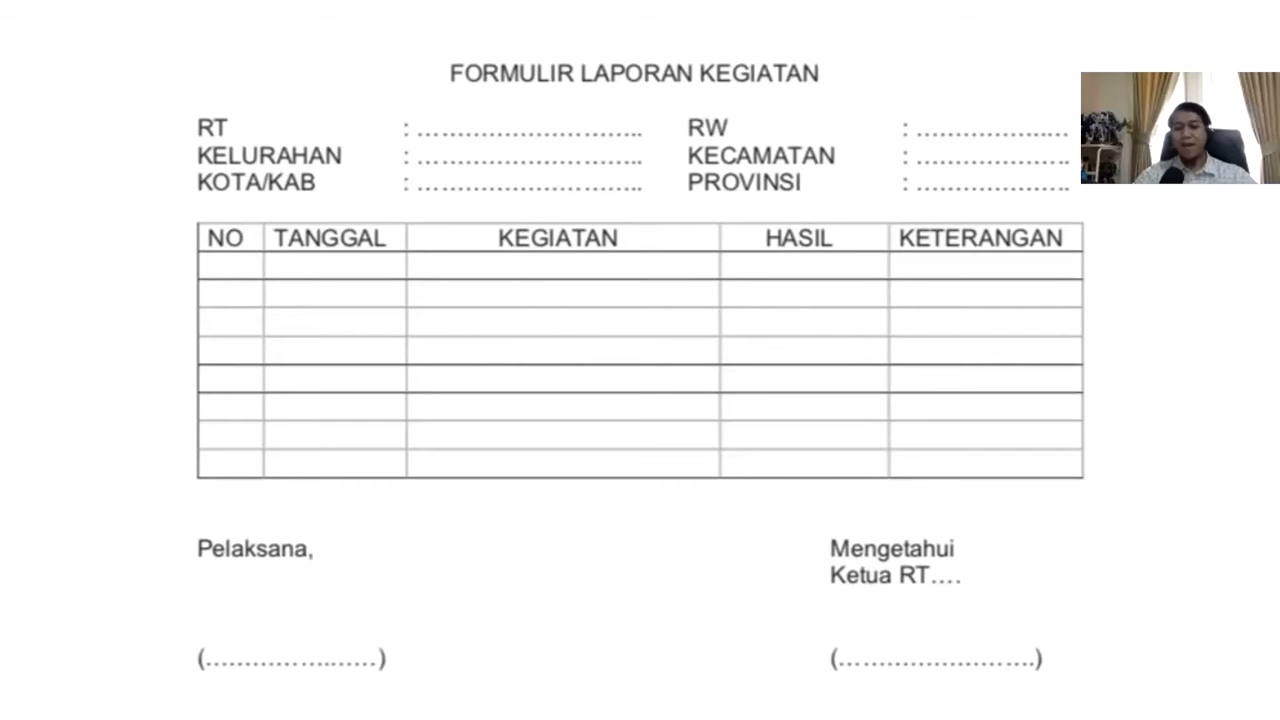 FORMULIR LAPORAN KEGIATAN
RT : ................................ RW : ........................
KELURAHAN : ................................ KECAMATAN : ........................
KOTA/KAB : ................................ PROVINSI : ........................
NO TANGGAL KEGIATAN HASIL KETERANGAN
Pelaksana, Mengetahui
Ketua RT....
(..........................) (..............................)